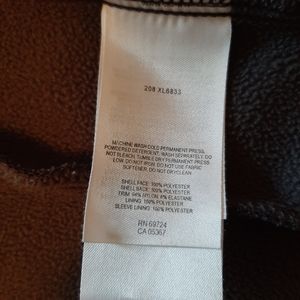 208 XL6833
MACHINE WASH COLD PERMANENT PRESS,
POWDERED DETERGENT. WASH SEPARATELY. DO
NOT BLEACH. TUMBLE DRY PERMANENT PRESS
LOW. DO NOT IRON. DO NOT USE FABRIC
SOFTENER. DO NOT DRYCLEAN.
SHELL FACE: 100% POLYESTER
SHELL BACK: 100% POLYESTER
TRIM: 94% NYLON, 6% ELASTANE
LINING: 100% POLYESTER
SLEEVE LINING: 100% POLYESTER
RN 69724
CA 05367